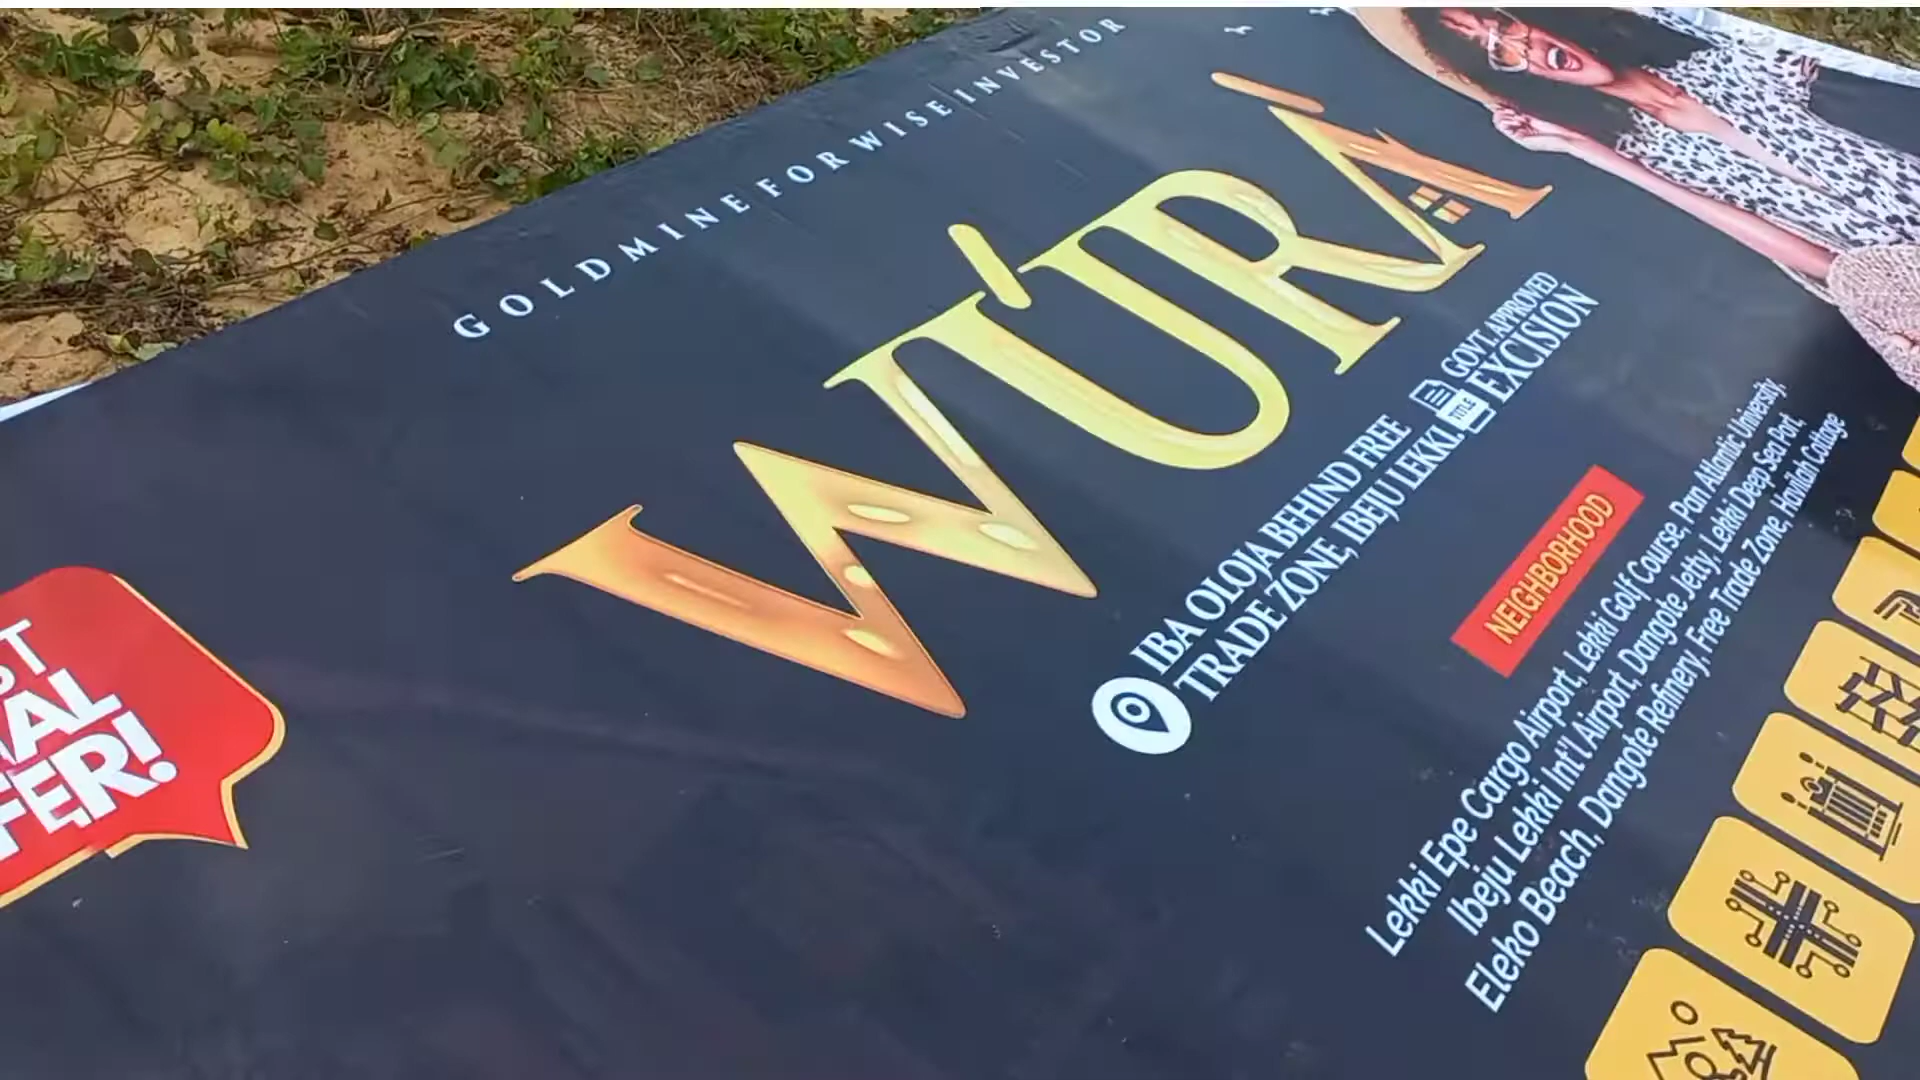 GOLDMINE FOR WISE INVESTOR
WÚRÀ
IBA OLOJA BEHIND FREE
TRADE ZONE, IBEJU LEKKI.
TITLE
GOVT. APPROVED
EXCISION
NEIGHBORHOOD
Lekki Epe Cargo Airport, Lekki Golf Course, Pan Atlantic University,
Ibeju Lekki Int'l Airport, Dangote Jetty, Lekki Deep Sea Port,
Eleko Beach, Dangote Refinery, Free Trade Zone, Havilah Cottage